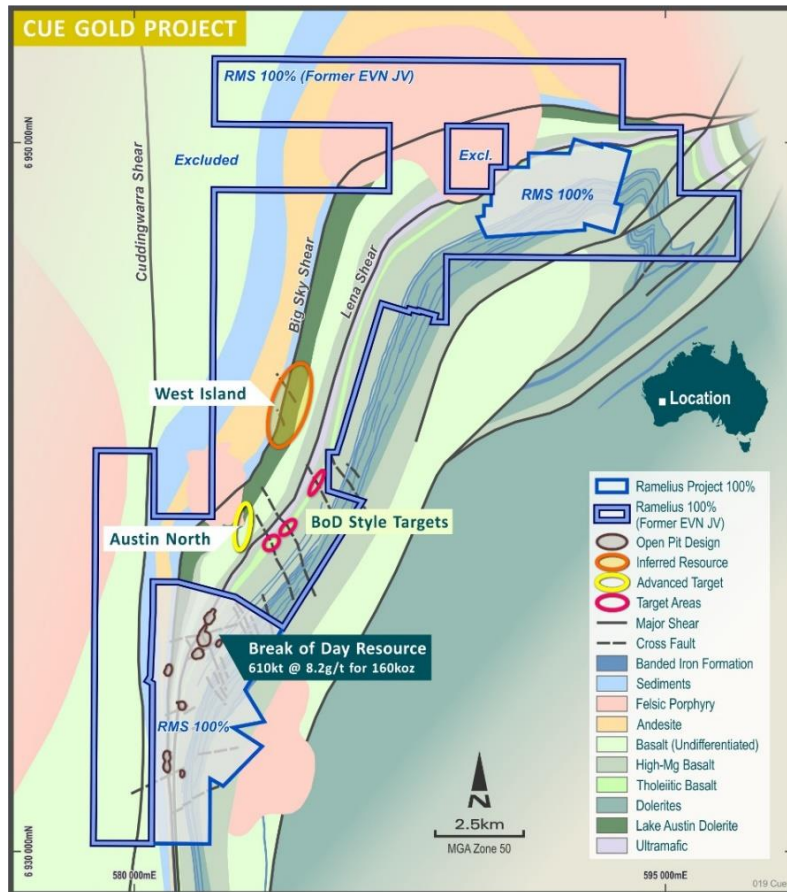 CUE GOLD PROJECT
RMS 100% (Former EVN JV)
6 950 000mN
Excluded
Excl.
RMS 100%
Cuddingwarra Shear
Big Sky Shear
Lena Shear
West Island
Location
BoD Style Targets
Austin North
Break of Day Resource
610kt @ 8.2g/t for 160koz
RMS 100%
Ramelius Project 100%
Ramelius 100%
(Former EVN JV)
Open Pit Design
Inferred Resource
Advanced Target
Target Areas
Major Shear
Cross Fault
Banded Iron Formation
Sediments
Felsic Porphyry
Andesite
Basalt (Undifferentiated)
High-Mg Basalt
Tholeiitic Basalt
Dolerites
Lake Austin Dolerite
Ultramafic
N
2.5km
MGA Zone 50
6 930 000mN
580 000mE
595 000mE
019 Cue